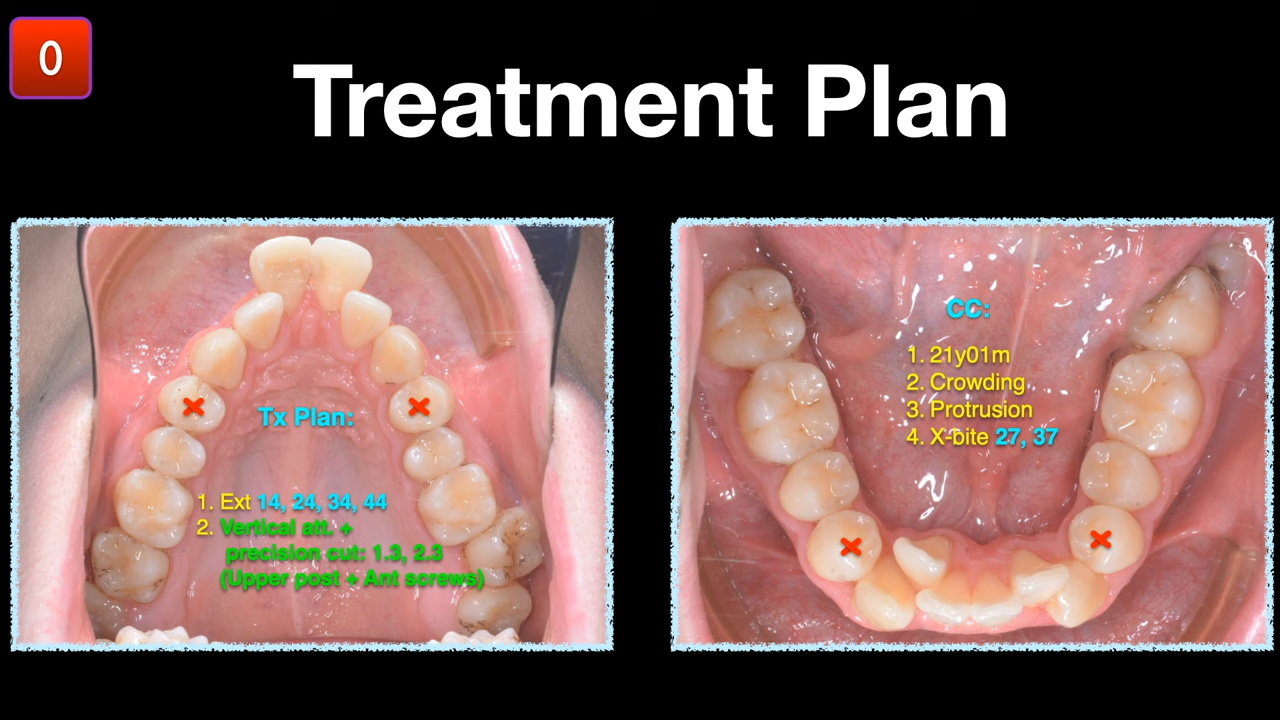 0
Treatment Plan
Tx Plan:
1. Ext 14, 24, 34, 44
2. Vertical att. +
precision cut: 1.3, 2.3
(Upper post + Ant screws)
CC:
1. 21y01m
2. Crowding
3. Protrusion
4. X-bite 27, 37